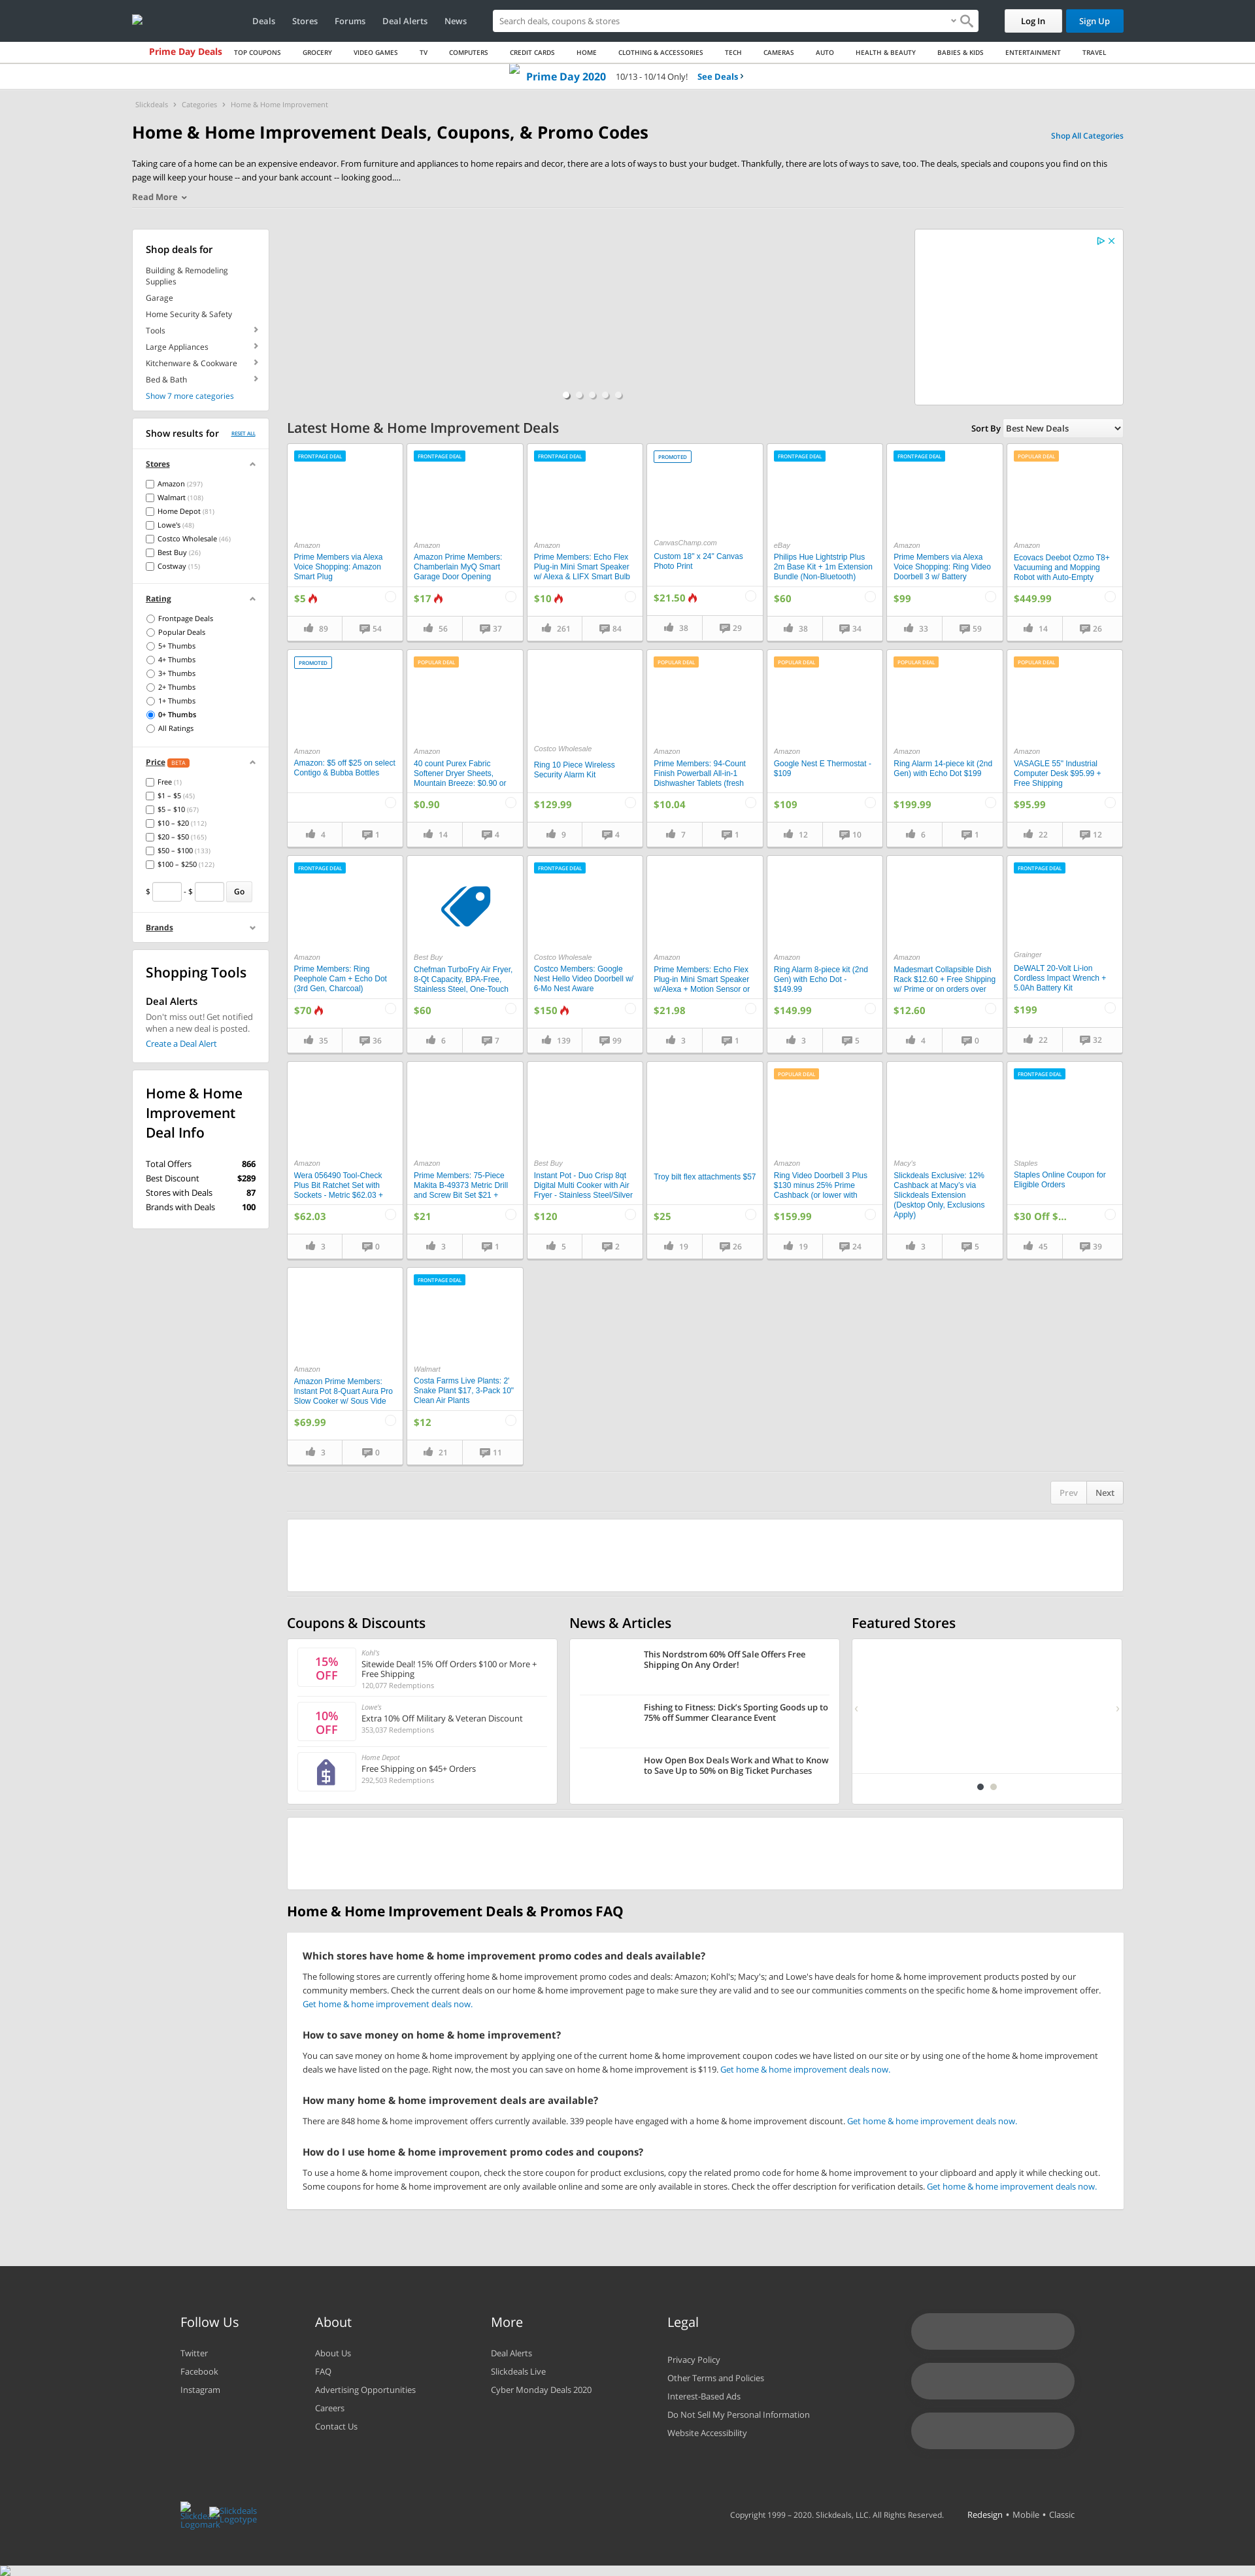 Deals
Stores
Forums
Deal Alerts
News
Search deals, coupons & stores
Log In
Sign Up
Prime Day Deals
TOP COUPONS
GROCERY
VIDEO GAMES
TV
COMPUTERS
CREDIT CARDS
HOME
CLOTHING & ACCESSORIES
TECH
CAMERAS
AUTO
HEALTH & BEAUTY
BABIES & KIDS
ENTERTAINMENT
TRAVEL
Prime Day 2020 10/13 - 10/14 Only! See Deals ›
Slickdeals › Categories › Home & Home Improvement
Home & Home Improvement Deals, Coupons, & Promo Codes
Shop All Categories
Taking care of a home can be an expensive endeavor. From furniture and appliances to home repairs and decor, there are a lot of ways to bust your budget. Thankfully, there are lots of ways to save, too. The deals, specials and coupons you find on this
page will keep your house -- and your bank account -- looking good....
Read More
Shop deals for
Building & Remodeling
Supplies
Garage
Home Security & Safety
Tools
Large Appliances
Kitchenware & Cookware
Bed & Bath
Show 7 more categories
Show results for
RESET ALL
Stores
Amazon (297)
Walmart (108)
Home Depot (81)
Lowe's (48)
Costco Wholesale (46)
Best Buy (26)
Costway (15)
Rating
Frontpage Deals
Popular Deals
5+ Thumbs
4+ Thumbs
3+ Thumbs
2+ Thumbs
1+ Thumbs
0+ Thumbs
All Ratings
Price BETA
Free (1)
$1 – $5 (45)
$5 – $10 (67)
$10 – $20 (112)
$20 – $50 (165)
$50 – $100 (133)
$100 – $250 (122)
$ - $ Go
Brands
Shopping Tools
Deal Alerts
Don't miss out! Get notified
when a new deal is posted.
Create a Deal Alert
Home & Home
Improvement
Deal Info
Total Offers 866
Best Discount $289
Stores with Deals 87
Brands with Deals 100
Latest Home & Home Improvement Deals
Sort By Best New Deals
FRONTPAGE DEAL
Amazon
Prime Members via Alexa
Voice Shopping: Amazon
Smart Plug
$5
89 54
FRONTPAGE DEAL
Amazon
Amazon Prime Members:
Chamberlain MyQ Smart
Garage Door Opening
$17
56 37
FRONTPAGE DEAL
Amazon
Prime Members: Echo Flex
Plug-in Mini Smart Speaker
w/ Alexa & LIFX Smart Bulb
$10
261 84
PROMOTED
CanvasChamp.com
Custom 18" x 24" Canvas
Photo Print
$21.50
38 29
FRONTPAGE DEAL
eBay
Philips Hue Lightstrip Plus
2m Base Kit + 1m Extension
Bundle (Non-Bluetooth)
$60
38 34
FRONTPAGE DEAL
Amazon
Prime Members via Alexa
Voice Shopping: Ring Video
Doorbell 3 w/ Battery
$99
33 59
POPULAR DEAL
Amazon
Ecovacs Deebot Ozmo T8+
Vacuuming and Mopping
Robot with Auto-Empty
$449.99
14 26
PROMOTED
Amazon
Amazon: $5 off $25 on select
Contigo & Bubba Bottles
4 1
POPULAR DEAL
Amazon
40 count Purex Fabric
Softener Dryer Sheets,
Mountain Breeze: $0.90 or
$0.90
14 4
Costco Wholesale
Ring 10 Piece Wireless
Security Alarm Kit
$129.99
9 4
POPULAR DEAL
Amazon
Prime Members: 94-Count
Finish Powerball All-in-1
Dishwasher Tablets (fresh
$10.04
7 1
POPULAR DEAL
Amazon
Google Nest E Thermostat -
$109
$109
12 10
POPULAR DEAL
Amazon
Ring Alarm 14-piece kit (2nd
Gen) with Echo Dot $199
$199.99
6 1
POPULAR DEAL
Amazon
VASAGLE 55" Industrial
Computer Desk $95.99 +
Free Shipping
$95.99
22 12
FRONTPAGE DEAL
Amazon
Prime Members: Ring
Peephole Cam + Echo Dot
(3rd Gen, Charcoal)
$70
35 36
Best Buy
Chefman TurboFry Air Fryer,
8-Qt Capacity, BPA-Free,
Stainless Steel, One-Touch
$60
6 7
FRONTPAGE DEAL
Costco Wholesale
Costco Members: Google
Nest Hello Video Doorbell w/
6-Mo Nest Aware
$150
139 99
Amazon
Prime Members: Echo Flex
Plug-in Mini Smart Speaker
w/Alexa + Motion Sensor or
$21.98
3 1
Amazon
Ring Alarm 8-piece kit (2nd
Gen) with Echo Dot -
$149.99
$149.99
3 5
Amazon
Madesmart Collapsible Dish
Rack $12.60 + Free Shipping
w/ Prime or on orders over
$12.60
4 0
FRONTPAGE DEAL
Grainger
DeWALT 20-Volt Li-ion
Cordless Impact Wrench +
5.0Ah Battery Kit
$199
22 32
Amazon
Wera 056490 Tool-Check
Plus Bit Ratchet Set with
Sockets - Metric $62.03 +
$62.03
3 0
Amazon
Prime Members: 75-Piece
Makita B-49373 Metric Drill
and Screw Bit Set $21 +
$21
3 1
Best Buy
Instant Pot - Duo Crisp 8qt
Digital Multi Cooker with Air
Fryer - Stainless Steel/Silver
$120
5 2
Troy bilt flex attachments $57
$25
19 26
POPULAR DEAL
Amazon
Ring Video Doorbell 3 Plus
$130 minus 25% Prime
Cashback (or lower with
$159.99
19 24
Macy's
Slickdeals Exclusive: 12%
Cashback at Macy's via
Slickdeals Extension
(Desktop Only, Exclusions
Apply)
3 5
FRONTPAGE DEAL
Staples
Staples Online Coupon for
Eligible Orders
$30 Off $...
45 39
Amazon
Amazon Prime Members:
Instant Pot 8-Quart Aura Pro
Slow Cooker w/ Sous Vide
$69.99
3 0
FRONTPAGE DEAL
Walmart
Costa Farms Live Plants: 2'
Snake Plant $17, 3-Pack 10"
Clean Air Plants
$12
21 11
Prev Next
Coupons & Discounts
15%
OFF
Kohl's
Sitewide Deal! 15% Off Orders $100 or More +
Free Shipping
120,077 Redemptions
10%
OFF
Lowe's
Extra 10% Off Military & Veteran Discount
353,037 Redemptions
Home Depot
Free Shipping on $45+ Orders
292,503 Redemptions
News & Articles
This Nordstrom 60% Off Sale Offers Free
Shipping On Any Order!
Fishing to Fitness: Dick's Sporting Goods up to
75% off Summer Clearance Event
How Open Box Deals Work and What to Know
to Save Up to 50% on Big Ticket Purchases
Featured Stores
Home & Home Improvement Deals & Promos FAQ
Which stores have home & home improvement promo codes and deals available?
The following stores are currently offering home & home improvement promo codes and deals: Amazon; Kohl's; Macy's; and Lowe's have deals for home & home improvement products posted by our
community members. Check the current deals on our home & home improvement page to make sure they are valid and to see our communities comments on the specific home & home improvement offer.
Get home & home improvement deals now.
How to save money on home & home improvement?
You can save money on home & home improvement by applying one of the current home & home improvement coupon codes we have listed on our site or by using one of the home & home improvement
deals we have listed on the page. Right now, the most you can save on home & home improvement is $119. Get home & home improvement deals now.
How many home & home improvement deals are available?
There are 848 home & home improvement offers currently available. 339 people have engaged with a home & home improvement discount. Get home & home improvement deals now.
How do I use home & home improvement promo codes and coupons?
To use a home & home improvement coupon, check the store coupon for product exclusions, copy the related promo code for home & home improvement to your clipboard and apply it while checking out.
Some coupons for home & home improvement are only available online and some are only available in stores. Check the offer description for verification details. Get home & home improvement deals now.
Follow Us
Twitter
Facebook
Instagram
About
About Us
FAQ
Advertising Opportunities
Careers
Contact Us
More
Deal Alerts
Slickdeals Live
Cyber Monday Deals 2020
Legal
Privacy Policy
Other Terms and Policies
Interest-Based Ads
Do Not Sell My Personal Information
Website Accessibility
Slickdeals
Logomark
Slickdeals
Logotype
Copyright 1999 – 2020. Slickdeals, LLC. All Rights Reserved.
Redesign • Mobile • Classic